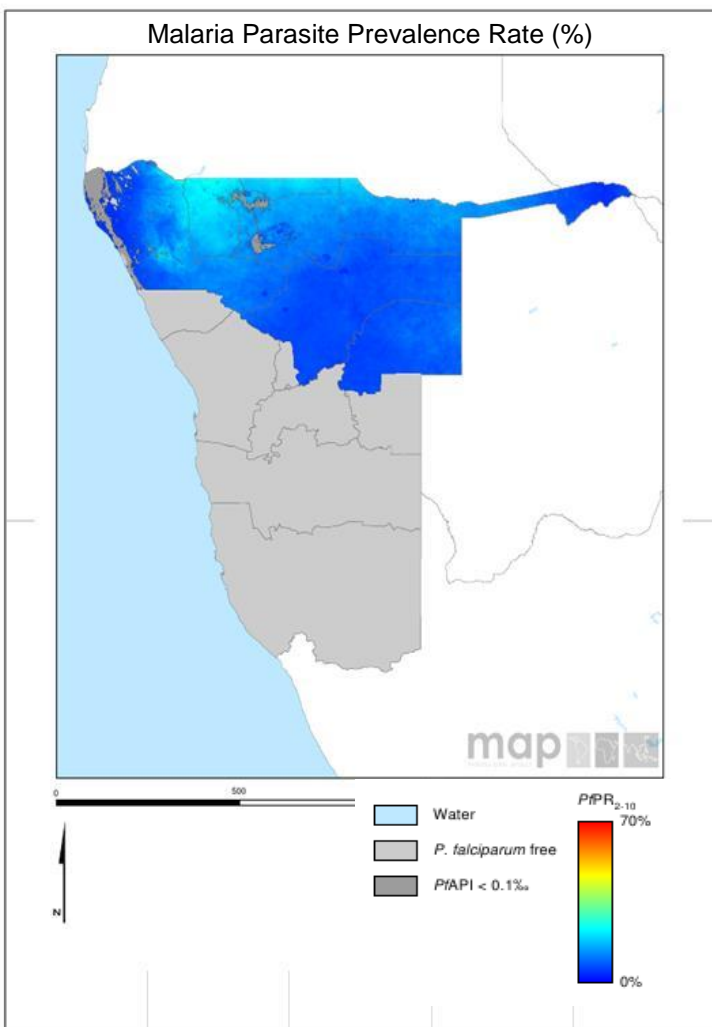 Malaria Parasite Prevalence Rate (%)
map
0 500
Water
P. falciparum free
PfAPI < 0.1‰
PfPR2-10
70%
0%
N